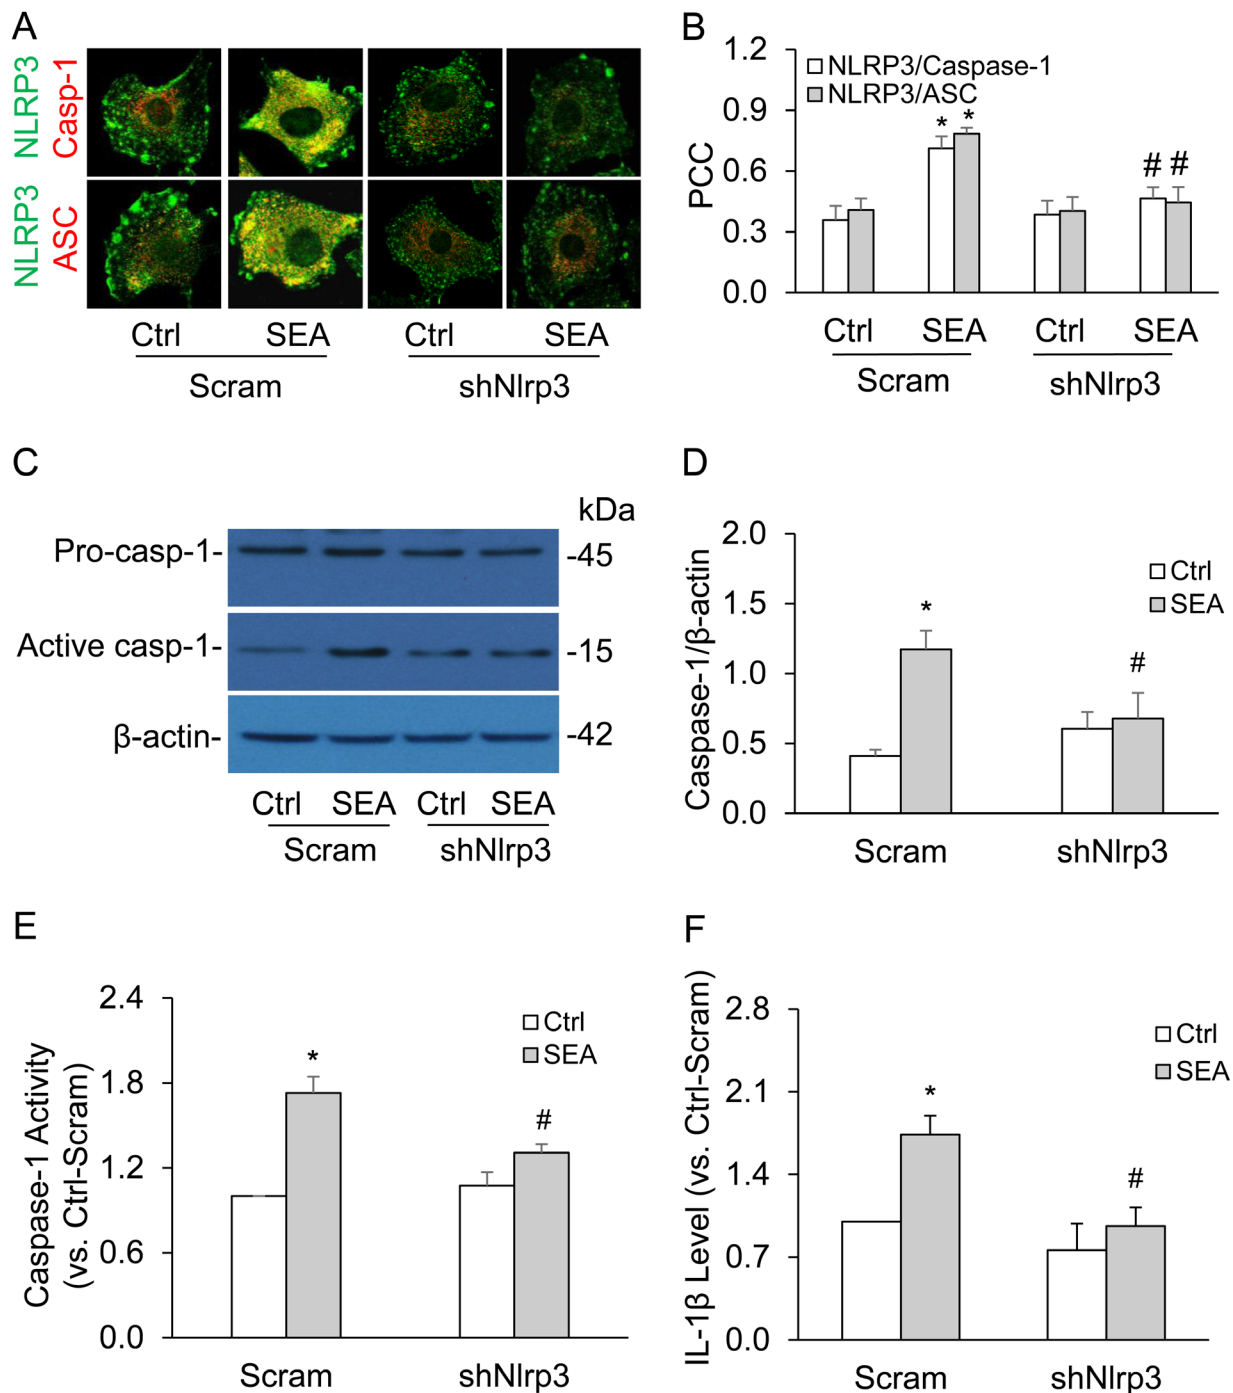 A
NLRP3 NLRP3
Casp-1
ASC
Ctrl SEA Ctrl SEA
Scram shNlrp3
B
PCC
1.2
0.9
0.6
0.3
0.0
NLRP3/Caspase-1
NLRP3/ASC
* *
# #
Ctrl SEA Ctrl SEA
Scram shNlrp3
C
kDa
Pro-casp-1- -45
Active casp-1- -15
β-actin- -42
Ctrl SEA Ctrl SEA
Scram shNlrp3
D
Caspase-1/β-actin
2.0
1.5
1.0
0.5
0.0
Ctrl
SEA
*
#
Scram shNlrp3
E
Caspase-1 Activity
(vs. Ctrl-Scram)
2.4
1.8
1.2
0.6
0.0
Ctrl
SEA
*
#
Scram shNlrp3
F
IL-1β Level (vs. Ctrl-Scram)
2.8
2.1
1.4
0.7
0.0
Ctrl
SEA
*
#
Scram shNlrp3